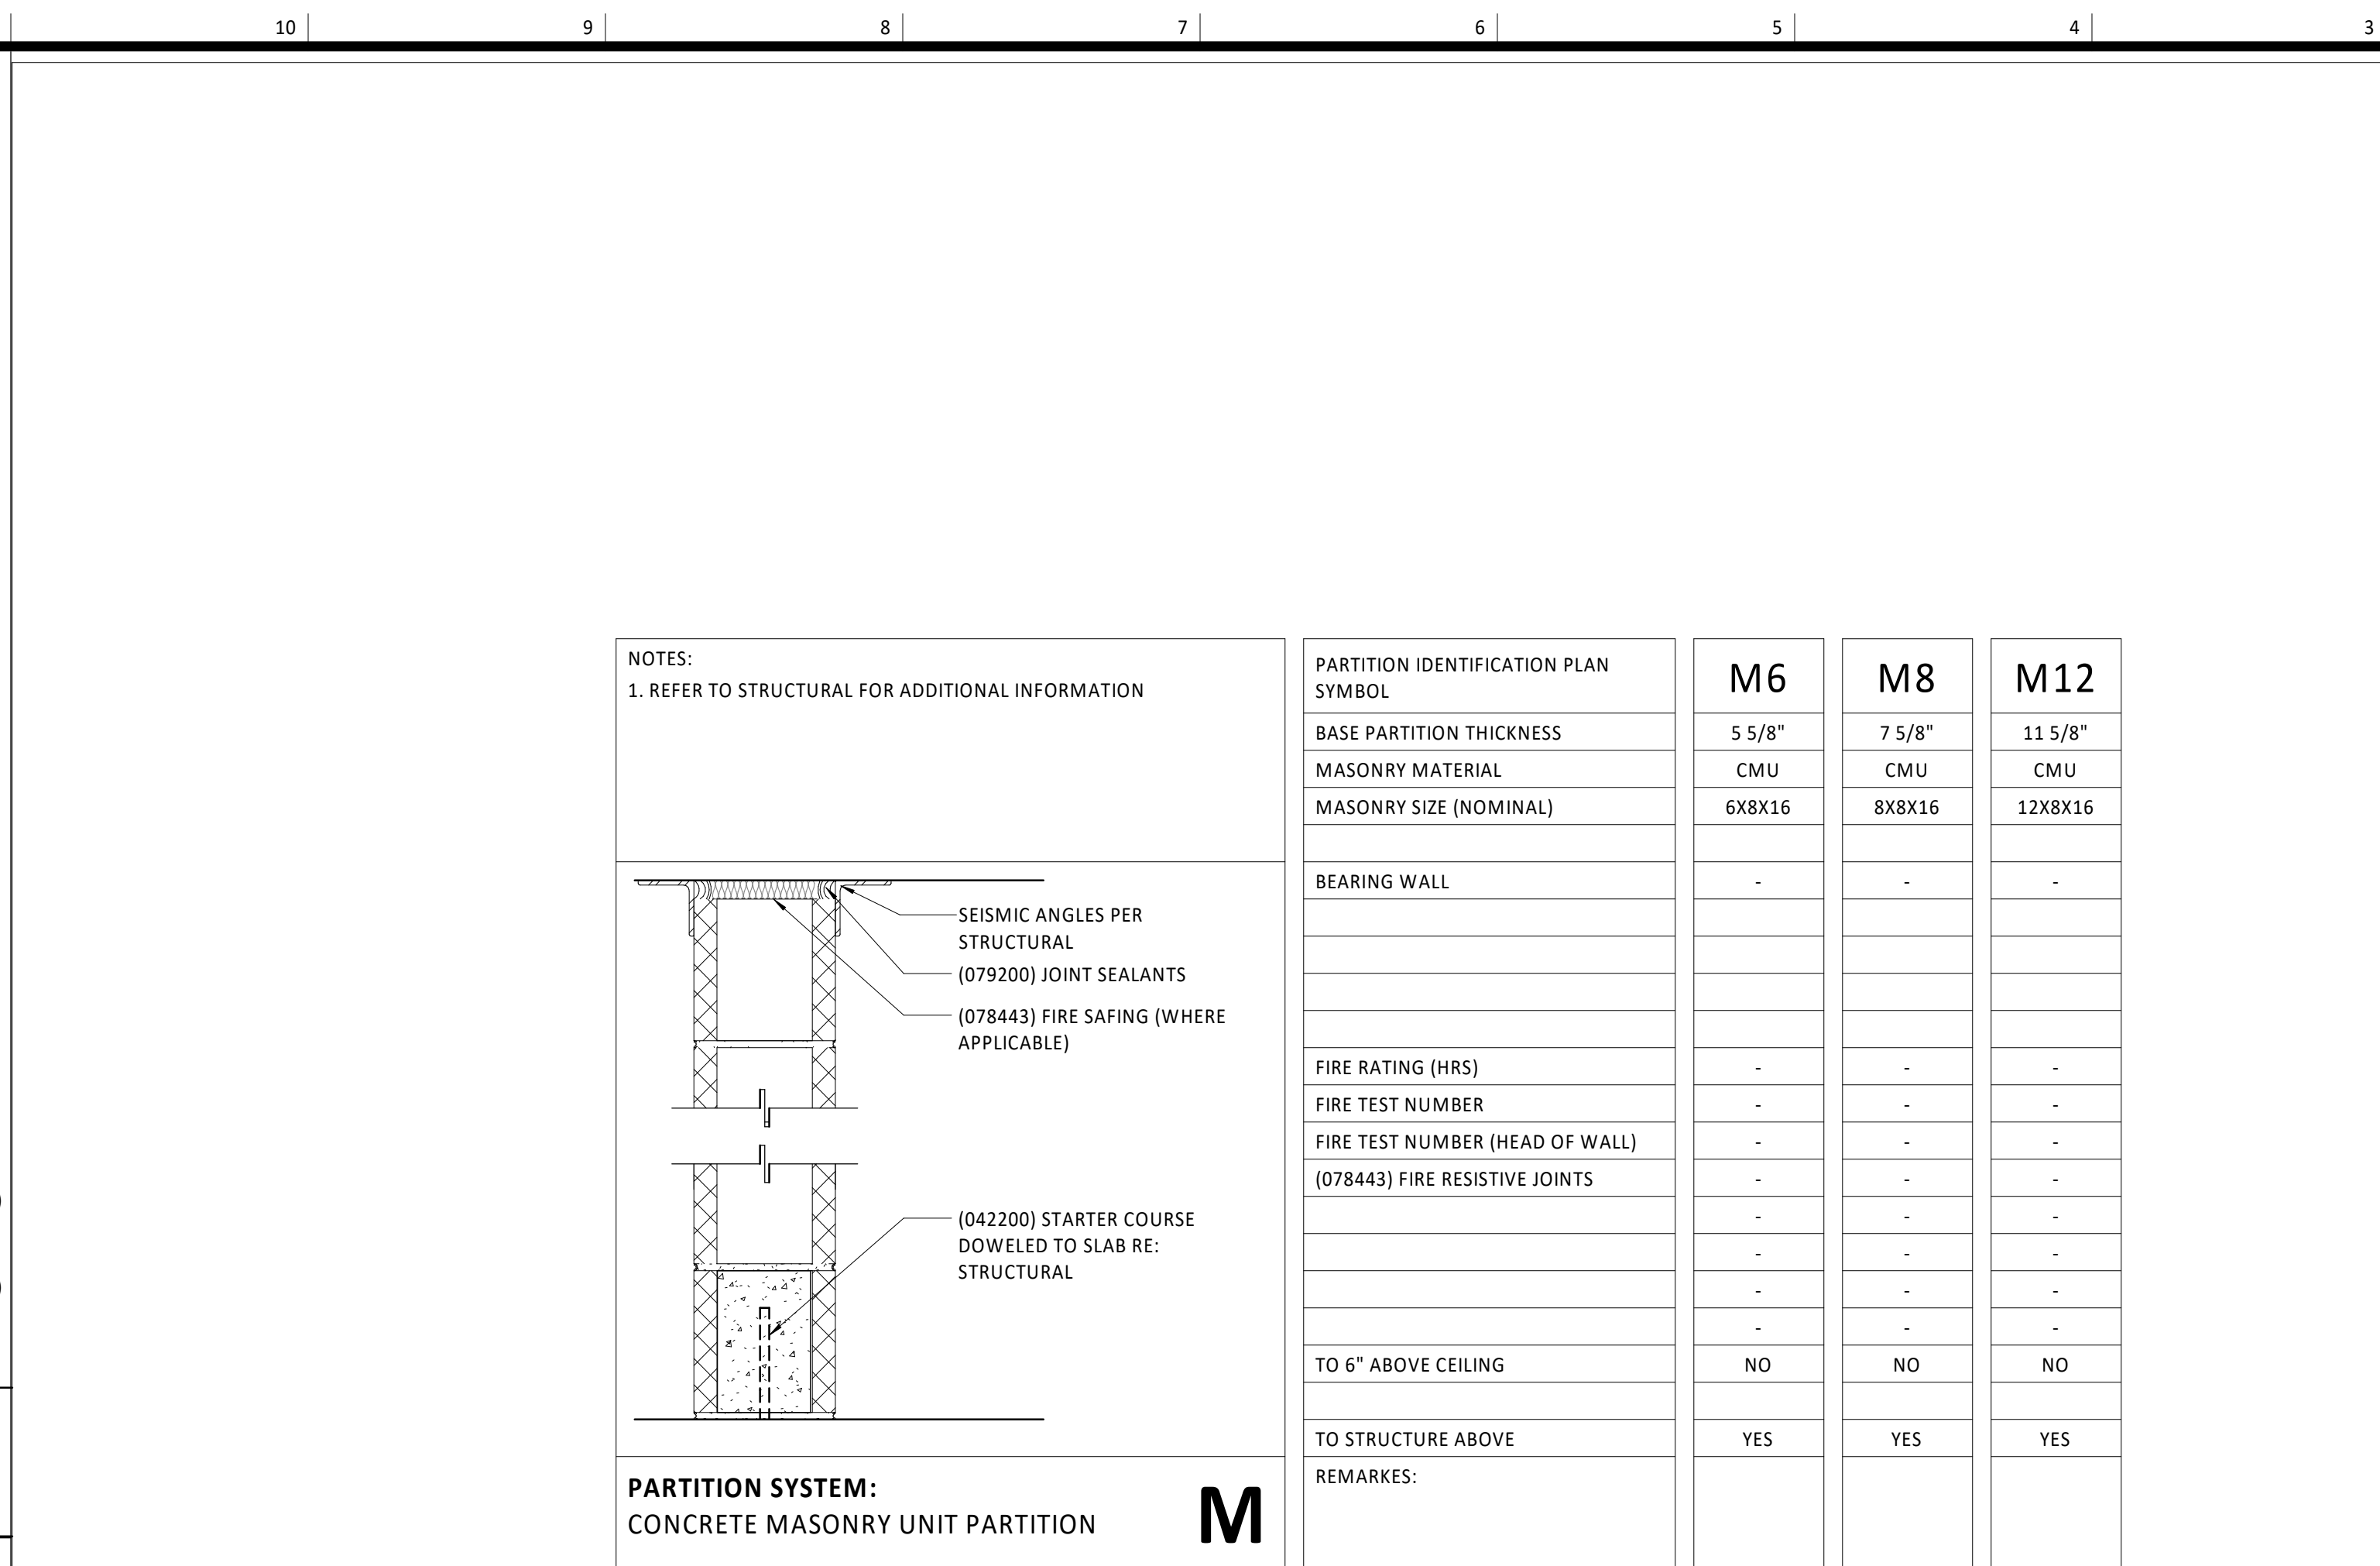 10 9 8 7 6 5 4 3
NOTES:
1. REFER TO STRUCTURAL FOR ADDITIONAL INFORMATION
SEISMIC ANGLES PER
STRUCTURAL
(079200) JOINT SEALANTS
(078443) FIRE SAFING (WHERE
APPLICABLE)
(042200) STARTER COURSE
DOWELED TO SLAB RE:
STRUCTURAL
PARTITION SYSTEM:
CONCRETE MASONRY UNIT PARTITION
M
PARTITION IDENTIFICATION PLAN
SYMBOL
M6 M8 M12
BASE PARTITION THICKNESS 5 5/8" 7 5/8" 11 5/8"
MASONRY MATERIAL CMU CMU CMU
MASONRY SIZE (NOMINAL) 6X8X16 8X8X16 12X8X16
BEARING WALL - - -
FIRE RATING (HRS) - - -
FIRE TEST NUMBER - - -
FIRE TEST NUMBER (HEAD OF WALL) - - -
(078443) FIRE RESISTIVE JOINTS - - -
- - -
- - -
- - -
- - -
TO 6" ABOVE CEILING NO NO NO
TO STRUCTURE ABOVE YES YES YES
REMARKES: